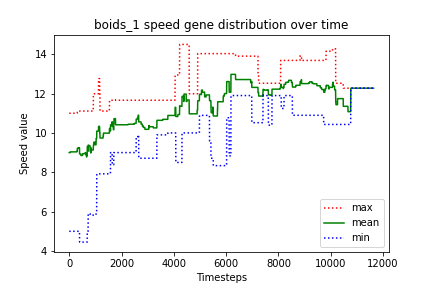 boids_1 speed gene distribution over time
Speed value
14
12
10
8
6
4
max
mean
min
0
2000
4000
6000
8000
10000
12000
Timesteps